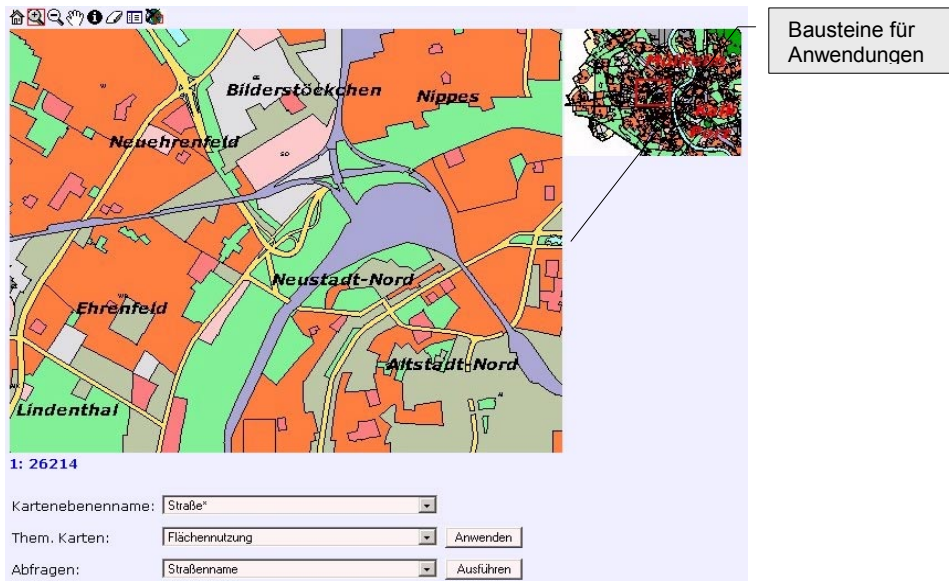 Bausteine für
Anwendungen
Bilderstöckchen
Nippes
Neuehrenfeld
so
Neustadt-Nord
Ehrenfeld
Altstadt-Nord
Lindenthal
1: 26214
Kartenebenenname: Straße*
Them. Karten: Flächennutzung Anwenden
Abfragen: Straßenname Ausführen